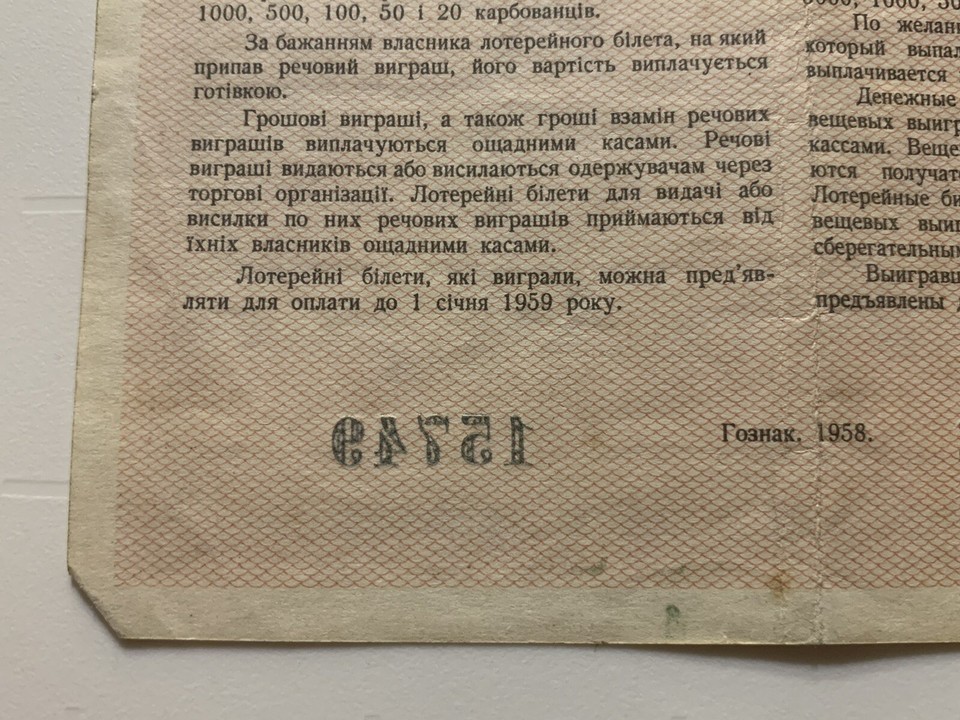 1000, 500, 100, 50 і 20 карбованців.
За бажанням власника лотерейного білета, на який
припав речовий виграш, його вартість виплачується
готівкою.
Грошові виграші, а також гроші взамін речових
виграшів виплачуються ощадними касами. Речові
виграші видаються або висилаються одержувачам через
торгові організації. Лотерейні білети для видачі або
висилки по них речових виграшів приймаються від
їхніх власників ощадними касами.
Лотерейні білети, які виграли, можна пред'яв-
ляти для оплати до 1 січня 1959 року.
По желани
который выпал
выплачивается
Денежные
вещевых выигр
кассами. Веще
ются получат
Лотерейные би
вещевых выиг
сберегательны
Выигравш
предъявлены
15749
Гознак. 1958.